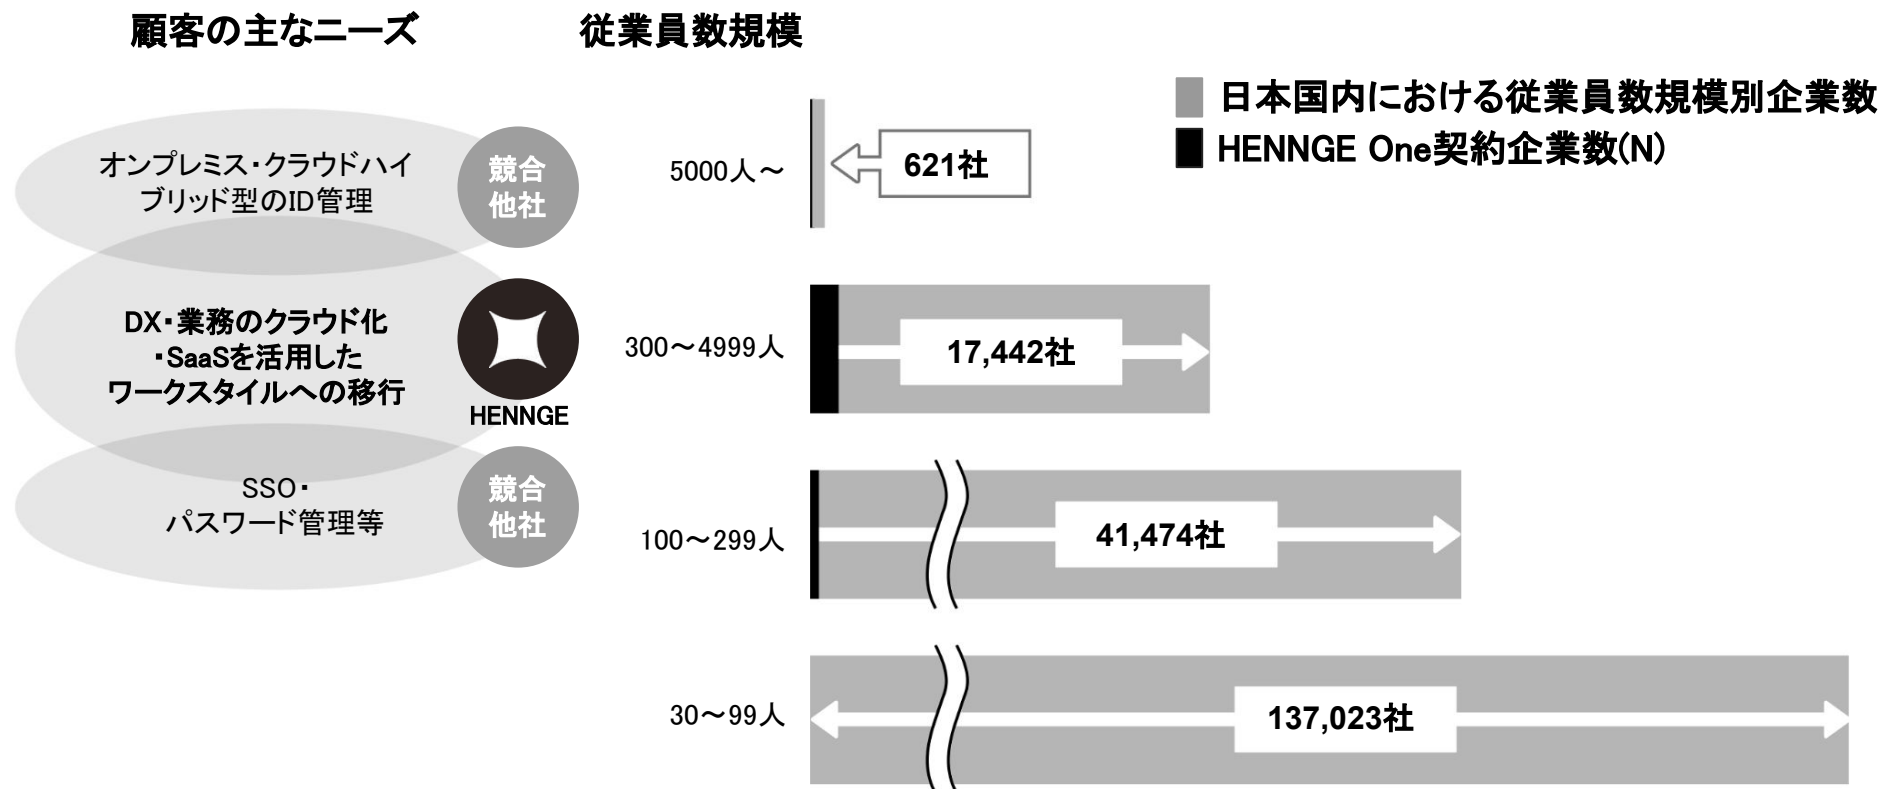 顧客の主なニーズ
従業員数規模
日本国内における従業員数規模別企業数
HENNGE One契約企業数(N)
オンプレミス・クラウドハイ
ブリッド型のID管理
競合
他社
5000人~
621社
DX・業務のクラウド化
・SaaSを活用した
ワークスタイルへの移行
HENNGE
300~4999人
17,442社
SSO・
パスワード管理等
競合
他社
100~299人
41,474社
30~99人
137,023社